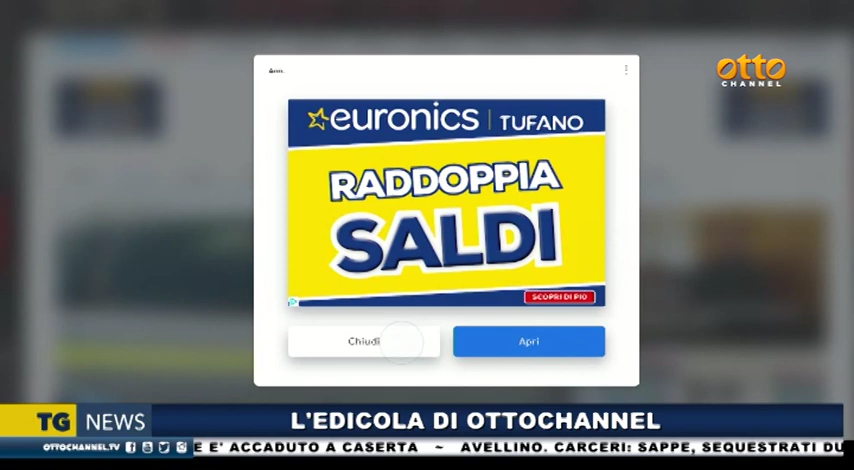 Ann.
otto
CHANNEL
euronics | TUFANO
RADDOPPIA
SALDI
SCOPRI DI PIÙ
Chiudi
Apri
TG NEWS
L'EDICOLA DI OTTOCHANNEL
OTTOCHANNEL.TV
E E' ACCADUTO A CASERTA ~ AVELLINO. CARCERI: SAPPE, SEQUESTRATI DU